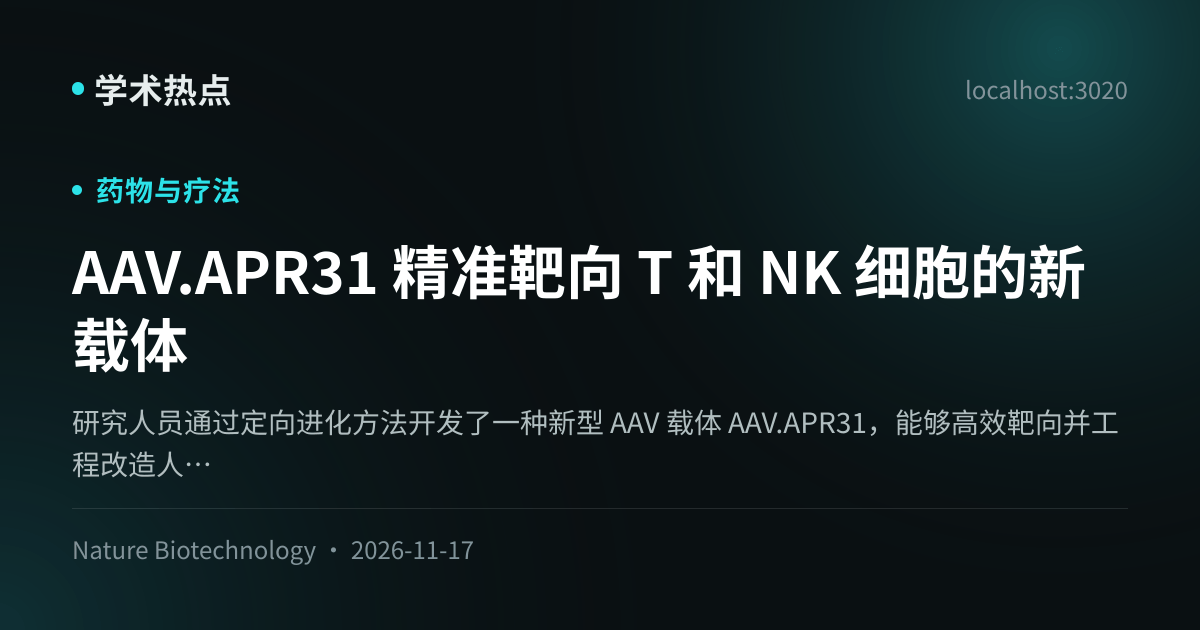 学术热点
localhost:3020
药物与疗法
AAV.APR31 精准靶向 T 和 NK 细胞的新
载体
研究人员通过定向进化方法开发了一种新型 AAV 载体 AAV.APR31，能够高效靶向并工
程改造人…
Nature Biotechnology • 2026-11-17